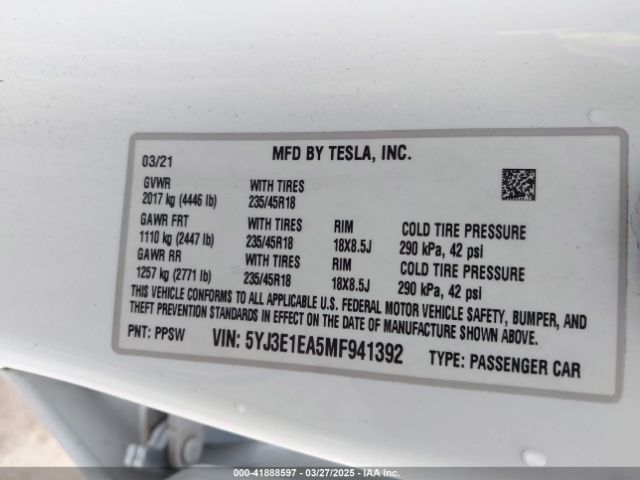 MFD BY TESLA, INC.
03/21
GVWR WITH TIRES
2017 kg (4446 lb) 235/45R18
GAWR FRT WITH TIRES RIM COLD TIRE PRESSURE
1110 kg (2447 lb) 235/45R18 18X8.5J 290 kPa, 42 psi
GAWR RR WITH TIRES RIM COLD TIRE PRESSURE
1257 kg (2771 lb) 235/45R18 18X8.5J 290 kPa, 42 psi
THIS VEHICLE CONFORMS TO ALL APPLICABLE U.S. FEDERAL MOTOR VEHICLE SAFETY, BUMPER, AND
THEFT PREVENTION STANDARDS IN EFFECT ON THE DATE OF MANUFACTURE SHOWN ABOVE.
PNT: PPSW VIN: 5YJ3E1EA5MF941392 TYPE: PASSENGER CAR
000-41888597 - 03/27/2025 - IAA Inc.